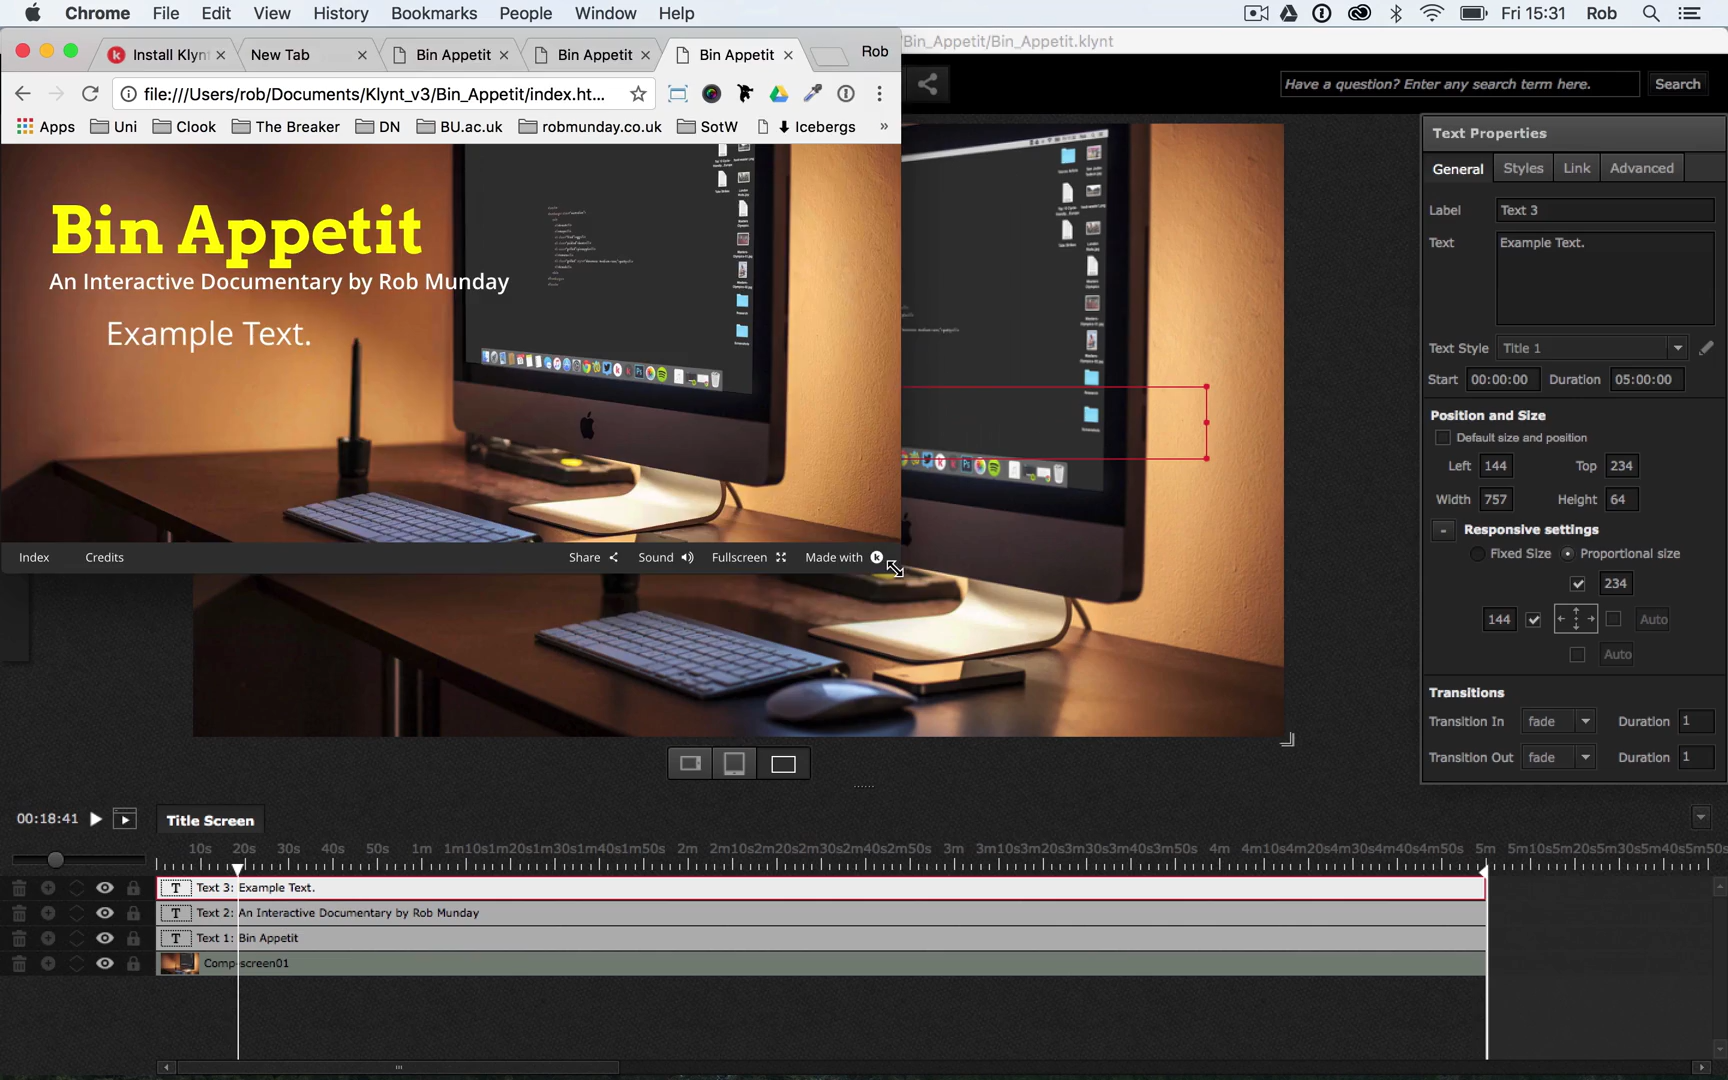 Chrome File Edit View History Bookmarks People Window Help Fri 15:31 Rob
Install Klynt New Tab Bin Appetit Bin Appetit Bin Appetit Rob
/Bin_Appetit/Bin_Appetit.klynt
file:///Users/rob/Documents/Klynt_v3/Bin_Appetit/index.ht...
Have a question? Enter any search term here. Search
Apps Uni Clook The Breaker DN BU.ac.uk robmunday.co.uk SotW Icebergs »
Bin Appetit
An Interactive Documentary by Rob Munday
Example Text.
Index Credits Share Sound Fullscreen Made with k
Text Properties
General Styles Link Advanced
Label Text 3
Text Example Text.
Text Style Title 1
Start 00:00:00 Duration 05:00:00
Position and Size
Default size and position
Left 144 Top 234
Width 757 Height 64
- Responsive settings
Fixed Size Proportional size
234
144 Auto
Auto
Transitions
Transition In fade Duration 1
Transition Out fade Duration 1
00:18:41 Title Screen
10s 20s 30s 40s 50s 1m 1m10s1m20s1m30s1m40s1m50s 2m 2m10s2m20s2m30s2m40s2m50s 3m 3m10s3m20s3m30s3m40s3m50s 4m 4m10s4m20s4m30s4m40s4m50s 5m 5m10s5m20s5m30s5m40s5m50s
T Text 3: Example Text.
T Text 2: An Interactive Documentary by Rob Munday
T Text 1: Bin Appetit
Comp-screen01